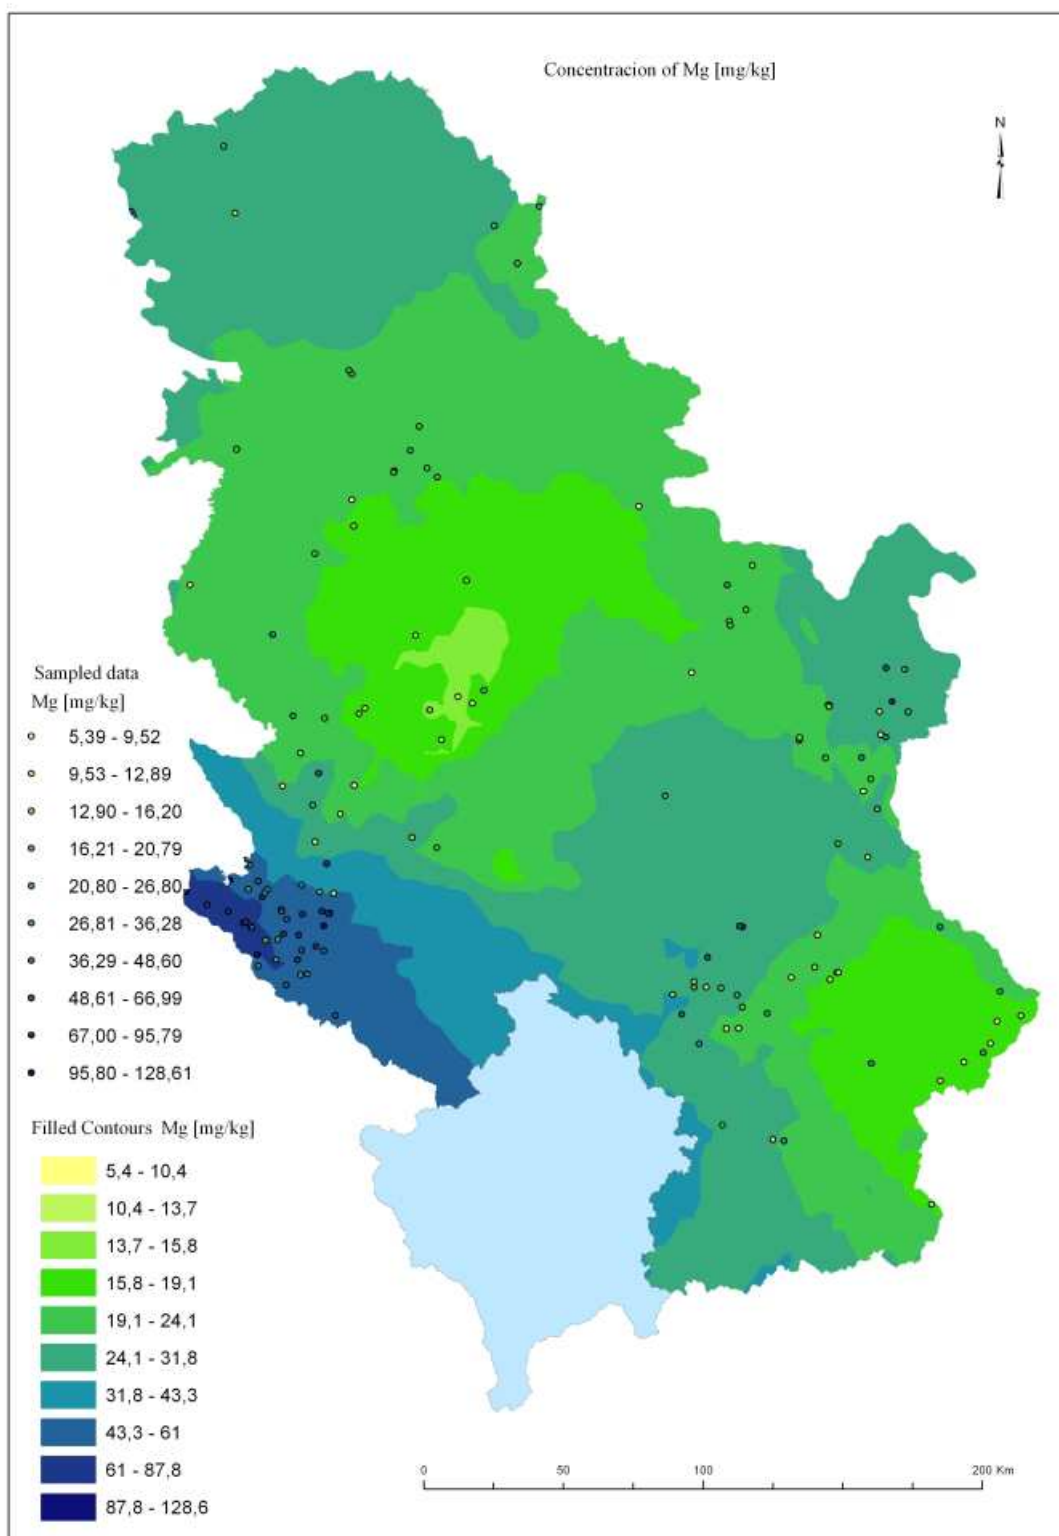 Concentracion of Mg [mg/kg]
N
Sampled data
Mg [mg/kg]
5,39 - 9,52
9,53 - 12,89
12,90 - 16,20
16,21 - 20,79
20,80 - 26,80
26,81 - 36,28
36,29 - 48,60
48,61 - 66,99
67,00 - 95,79
95,80 - 128,61
Filled Contours Mg [mg/kg]
5,4 - 10,4
10,4 - 13,7
13,7 - 15,8
15,8 - 19,1
19,1 - 24,1
24,1 - 31,8
31,8 - 43,3
43,3 - 61
61 - 87,8
87,8 - 128,6
0 50 100 200 Km